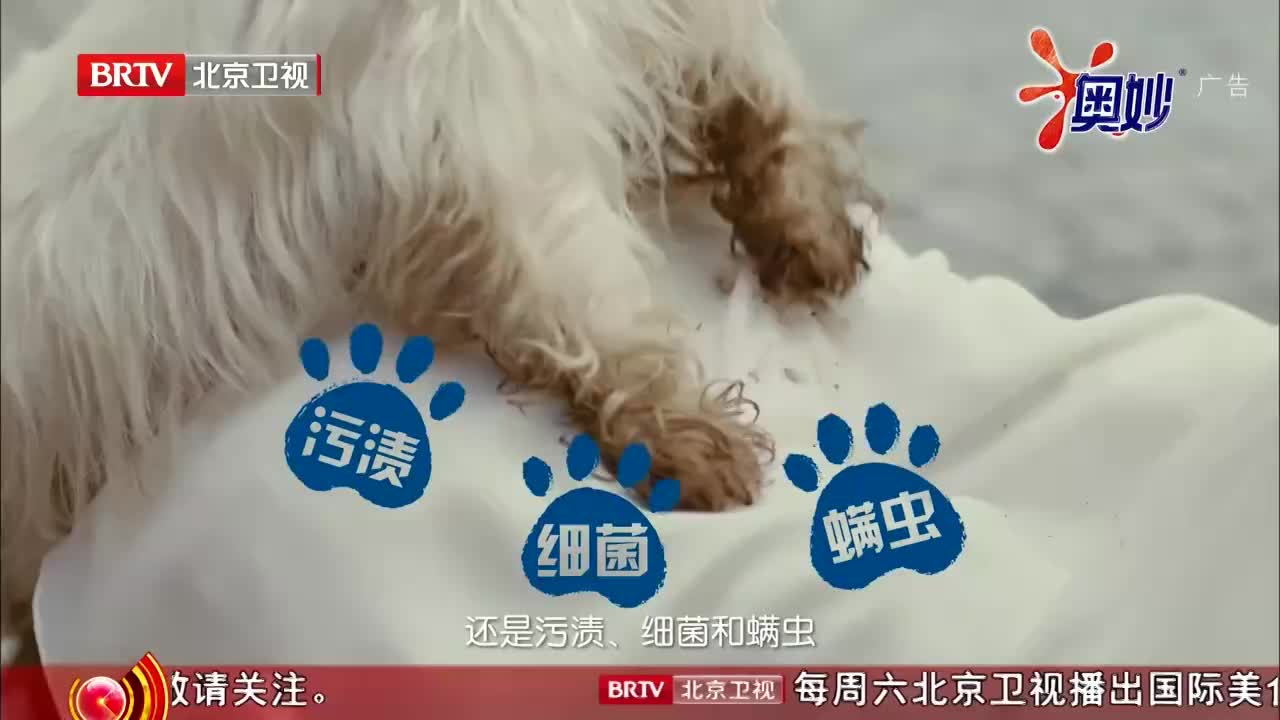 BRTV 北京卫视
奥妙® 广告
污渍
细菌
螨虫
还是污渍、细菌和螨虫
请关注。 BRTV 北京卫视 每周六北京卫视播出国际美